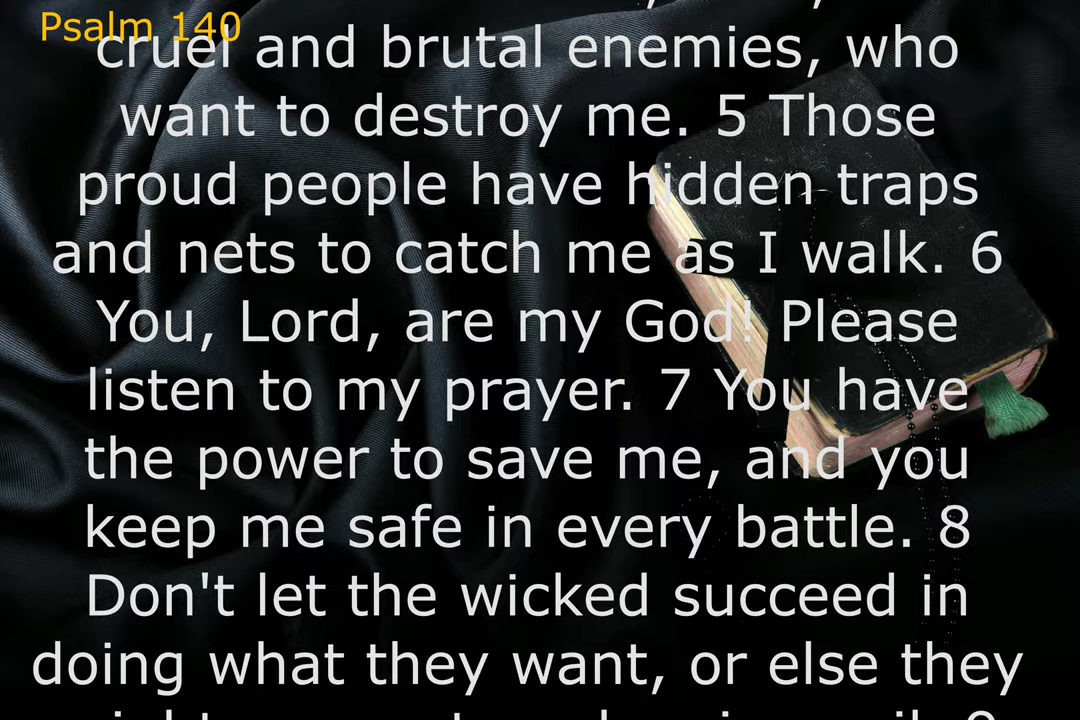 Psalm 140
cruel and brutal enemies, who
want to destroy me. 5 Those
proud people have hidden traps
and nets to catch me as I walk. 6
You, Lord, are my God! Please
listen to my prayer. 7 You have
the power to save me, and you
keep me safe in every battle. 8
Don't let the wicked succeed in
doing what they want, or else they